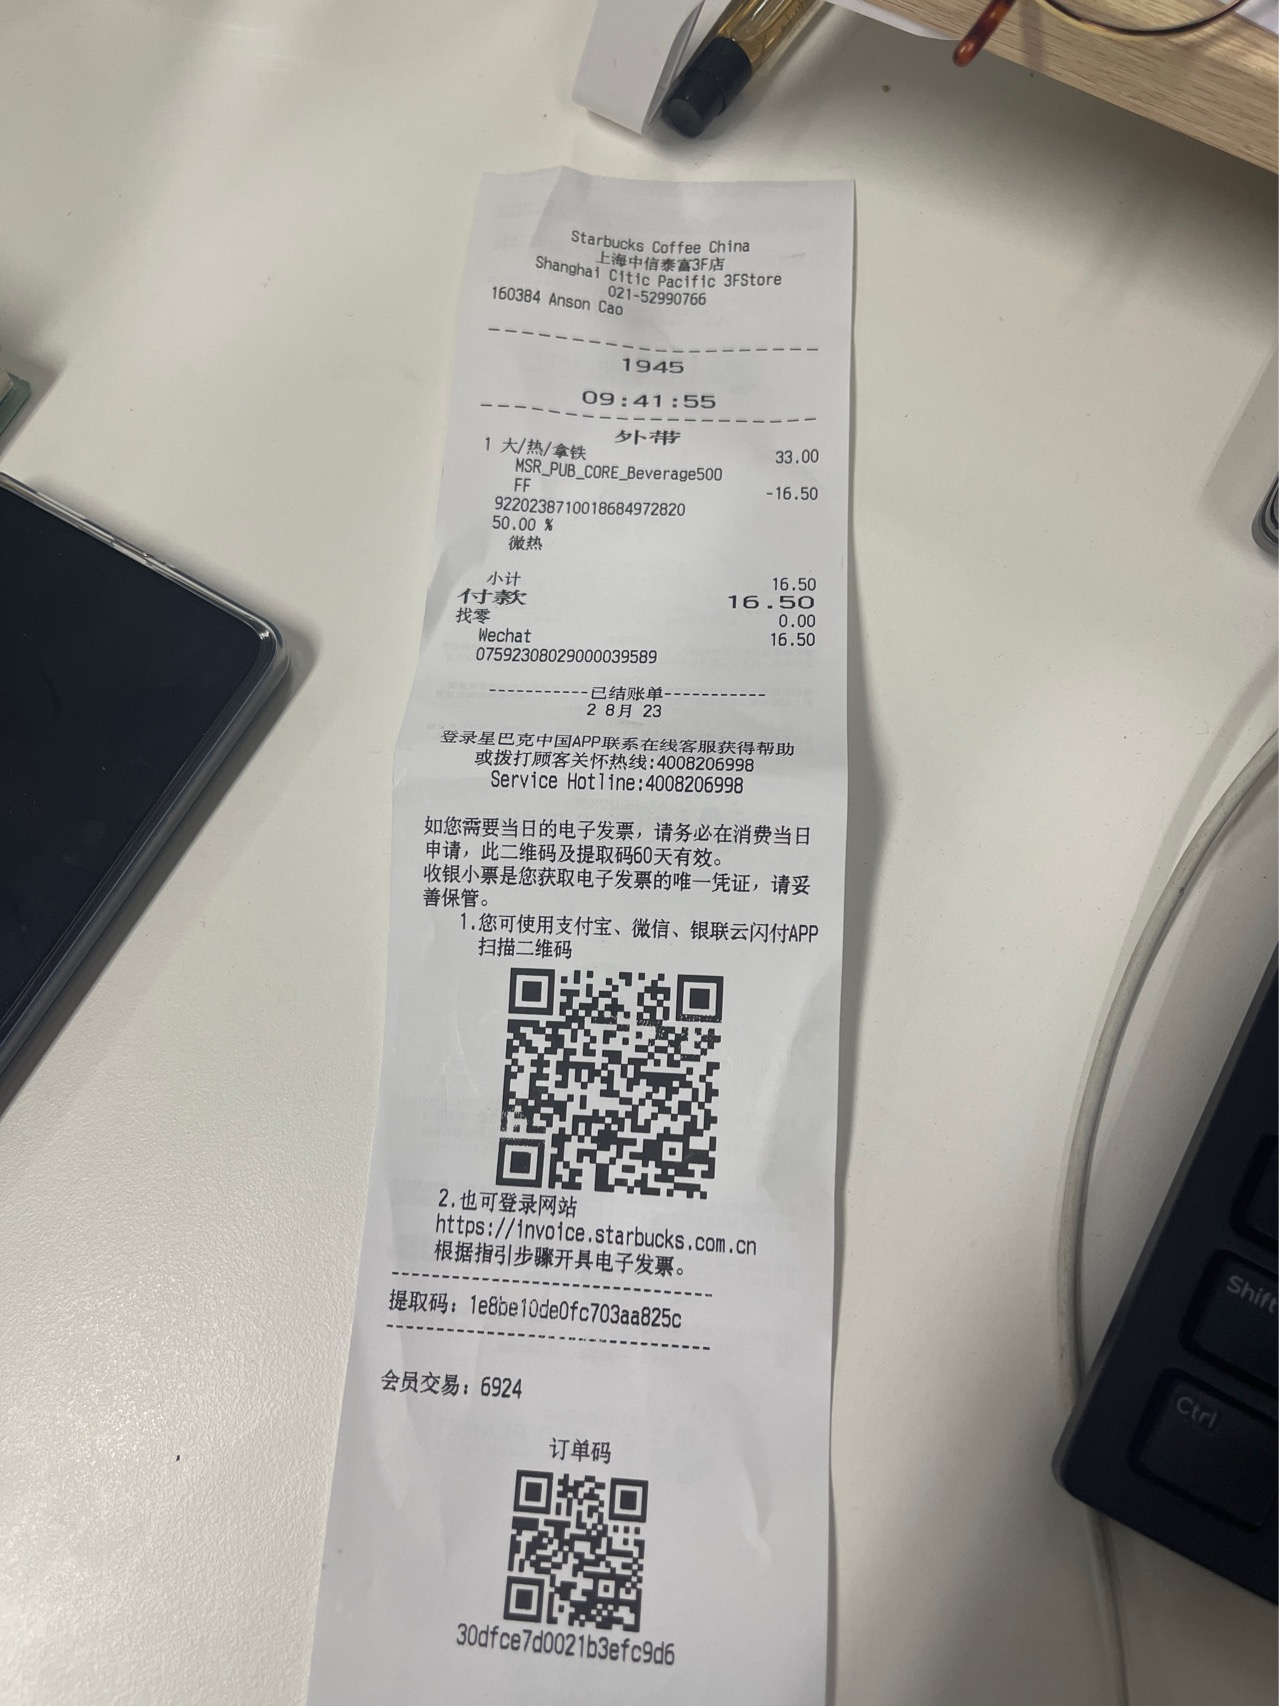 Starbucks Coffee China
上海中信泰富3F店
Shanghai Citic Pacific 3FStore
021-52990766
160384 Anson Cao
1945
09:41:55
外带
1 大/热/拿铁 33.00
MSR_PUB_CORE_Beverage500
FF -16.50
9220238710018684972820
50.00 %
微热
小计 16.50
付款 16.50
找零 0.00
Wechat 16.50
07592308029000039589
-----------已结账单-----------
2 8月 23
登录星巴克中国APP联系在线客服获得帮助
或拨打顾客关怀热线:4008206998
Service Hotline:4008206998
如您需要当日的电子发票，请务必在消费当日
申请，此二维码及提取码60天有效。
收银小票是您获取电子发票的唯一凭证，请妥
善保管。
1.您可使用支付宝、微信、银联云闪付APP
扫描二维码
2.也可登录网站
https://invoice.starbucks.com.cn
根据指引步骤开具电子发票。
提取码：1e8be10de0fc703aa825c
会员交易：6924
订单码
30dfce7d0021b3efc9d6
Shift
Ctrl